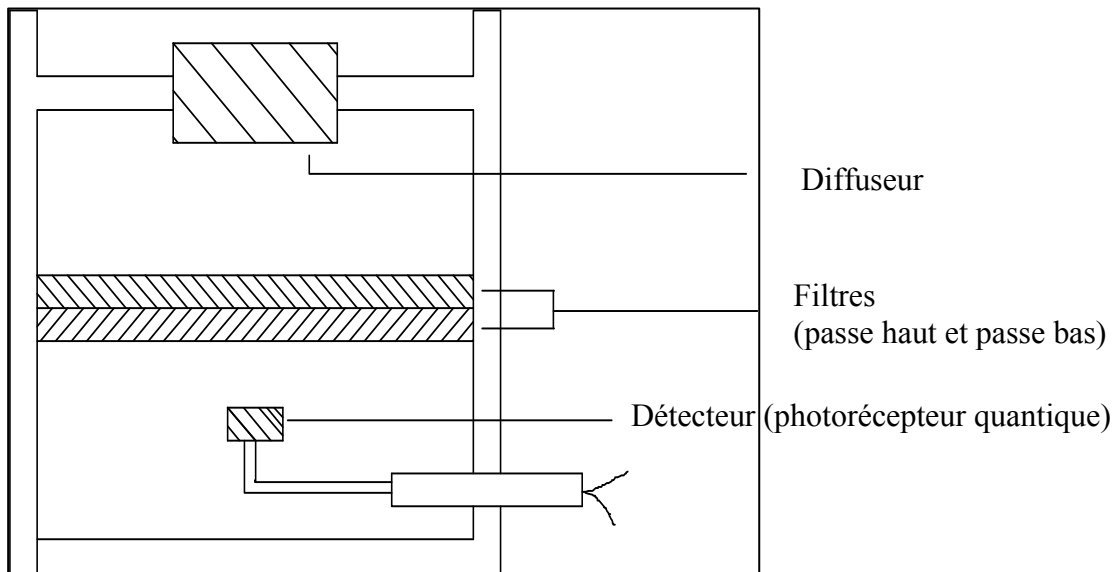 Diffuseur
Filtres
(passe haut et passe bas)
Détecteur (photorécepteur quantique)